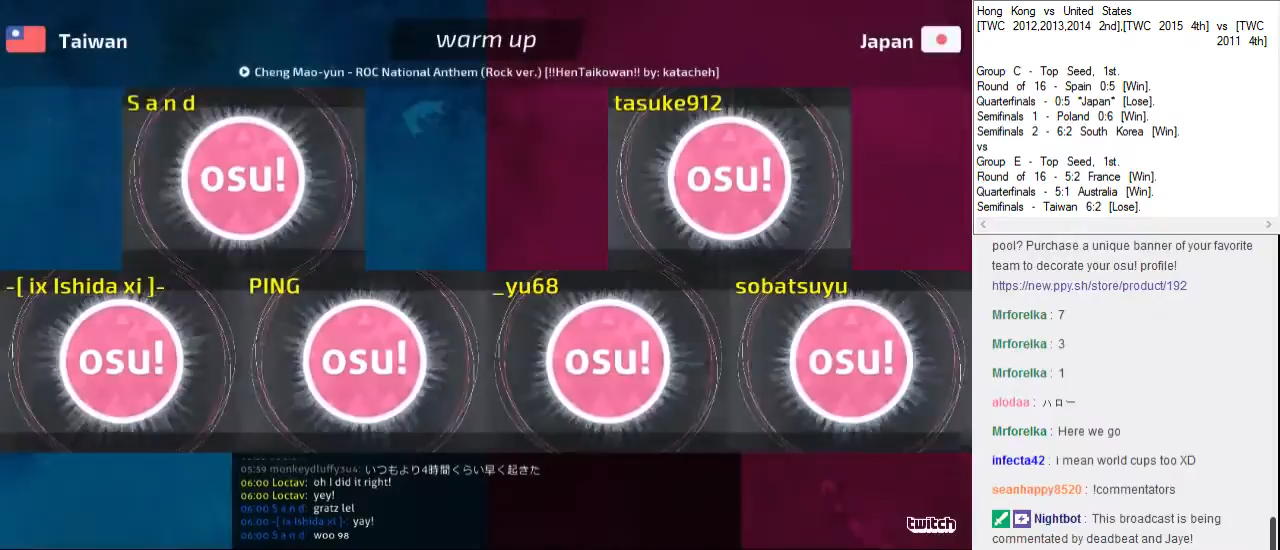 Taiwan
warm up
Japan
Cheng Mao-yun - ROC National Anthem (Rock ver.) [!!HenTaikowan!! by: katacheh]
S a n d
tasuke912
osu!
osu!
-[ ix Ishida xi ]-
PING
_yu68
sobatsuyu
osu!
osu!
osu!
osu!
05:59 monkeydluffy3u4: いつもより4時間くらい早く起きた
06:00 Loctav: oh I did it right!
06:00 Loctav: yey!
06:00 S a n d: gratz lel
06:00 -[ ix Ishida xi ]-: yay!
06:00 S a n d: woo 98
twitch
Hong Kong vs United States
[TWC 2012,2013,2014 2nd],[TWC 2015 4th] vs [TWC
2011 4th]
Group C - Top Seed, 1st.
Round of 16 - Spain 0:5 [Win].
Quarterfinals - 0:5 *Japan* [Lose].
Semifinals 1 - Poland 0:6 [Win].
Semifinals 2 - 6:2 South Korea [Win].
vs
Group E - Top Seed, 1st.
Round of 16 - 5:2 France [Win].
Quarterfinals - 5:1 Australia [Win].
Semifinals - Taiwan 6:2 [Lose].
pool? Purchase a unique banner of your favorite
team to decorate your osu! profile!
https://new.ppy.sh/store/product/192
Mrforelka : 7
Mrforelka : 3
Mrforelka : 1
alodaa : ハロー
Mrforelka : Here we go
infecta42 : i mean world cups too XD
seanhappy8520 : !commentators
Nightbot : This broadcast is being
commentated by deadbeat and Jaye!